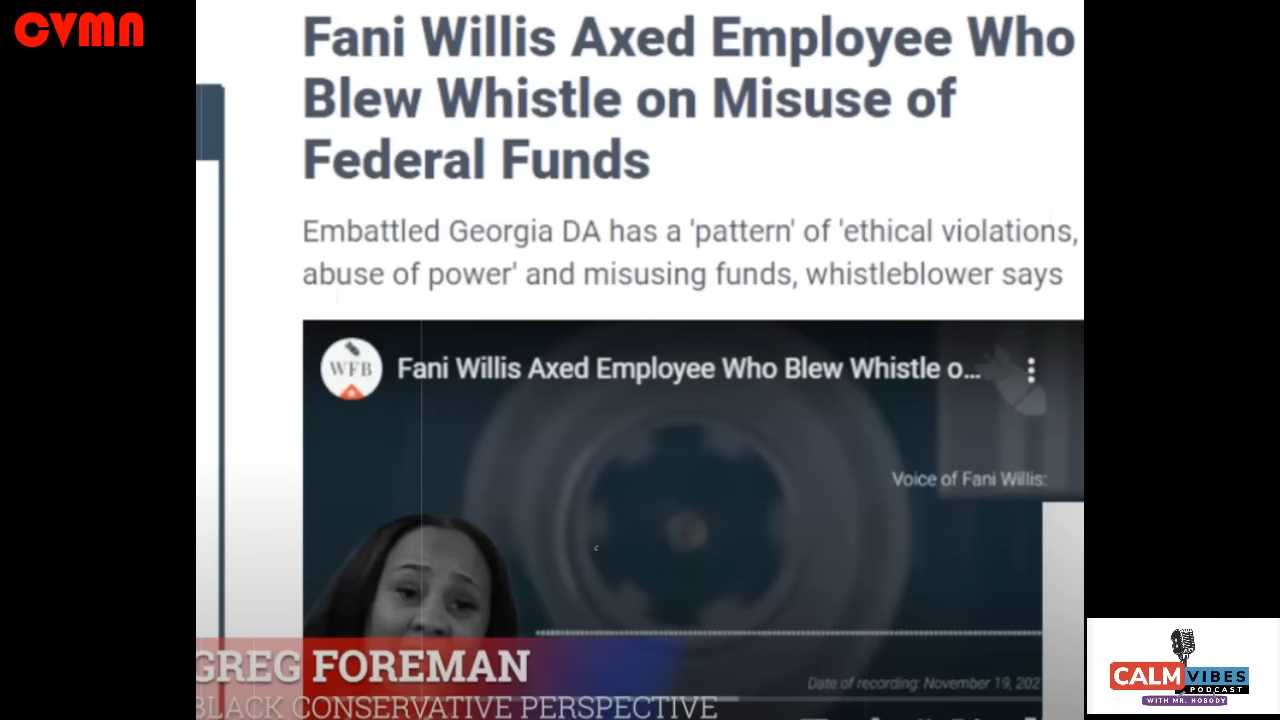 CVMN
Fani Willis Axed Employee Who
Blew Whistle on Misuse of
Federal Funds
Embattled Georgia DA has a 'pattern' of 'ethical violations,
abuse of power' and misusing funds, whistleblower says
WFB
Fani Willis Axed Employee Who Blew Whistle o...
Voice of Fani Willis:
GREG FOREMAN
Date of recording: November 19, 202
BLACK CONSERVATIVE PERSPECTIVE
CALM VIBES
PODCAST
WITH MR. NOBODY